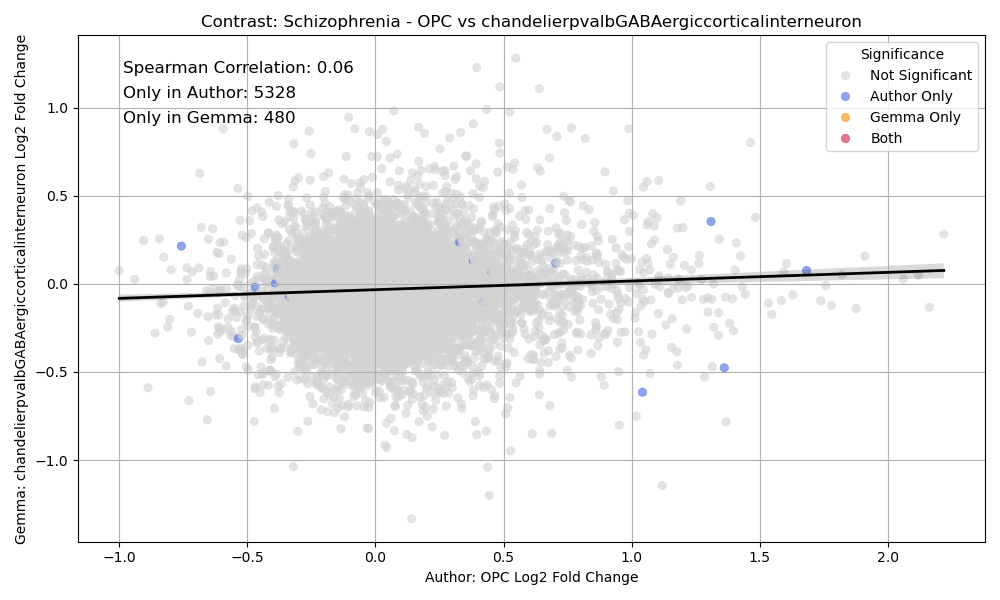 Contrast: Schizophrenia - OPC vs chandelierpvalbGABAergiccorticalinterneuron
Gemma: chandelierpvalbGABAergiccorticalinterneuron Log2 Fold Change
Spearman Correlation: 0.06
Only in Author: 5328
Only in Gemma: 480
Significance
Not Significant
Author Only
Gemma Only
Both
1.0
0.5
0.0
−0.5
−1.0
−1.0 −0.5 0.0 0.5 1.0 1.5 2.0
Author: OPC Log2 Fold Change